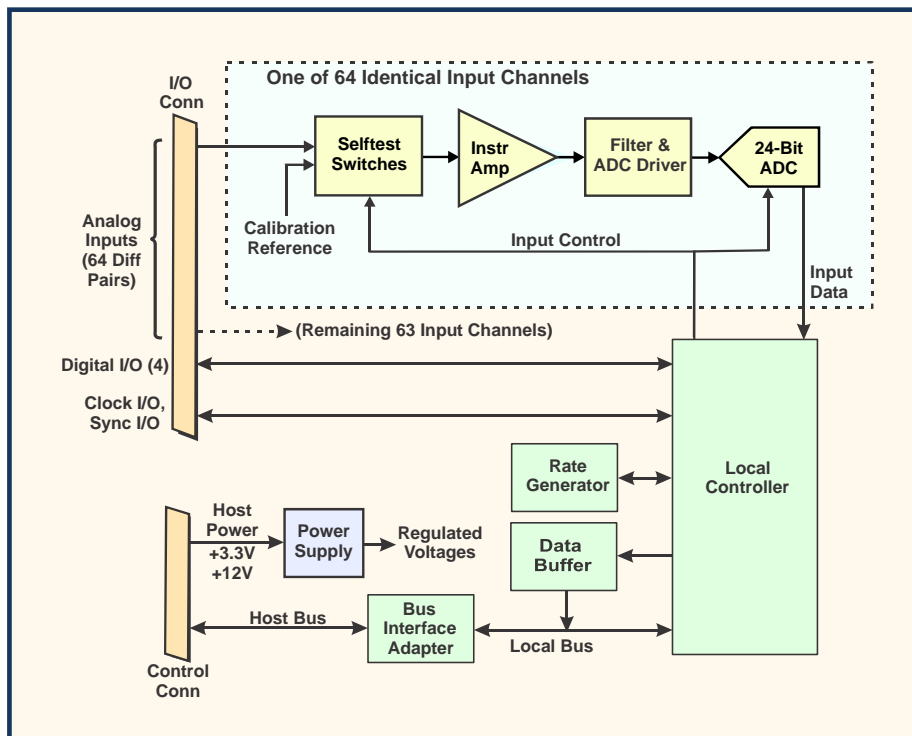 One of 64 Identical Input Channels
I/O
Conn
Selftest
Switches
Instr
Amp
Filter &
ADC Driver
24-Bit
ADC
Analog
Inputs
(64 Diff
Pairs)
Calibration
Reference
Input Control
Input
Data
(Remaining 63 Input Channels)
Digital I/O (4)
Clock I/O,
Sync I/O
Rate
Generator
Local
Controller
Host
Power
+3.3V
+12V
Power
Supply
Regulated
Voltages
Data
Buffer
Host Bus
Bus
Interface
Adapter
Local Bus
Control
Conn